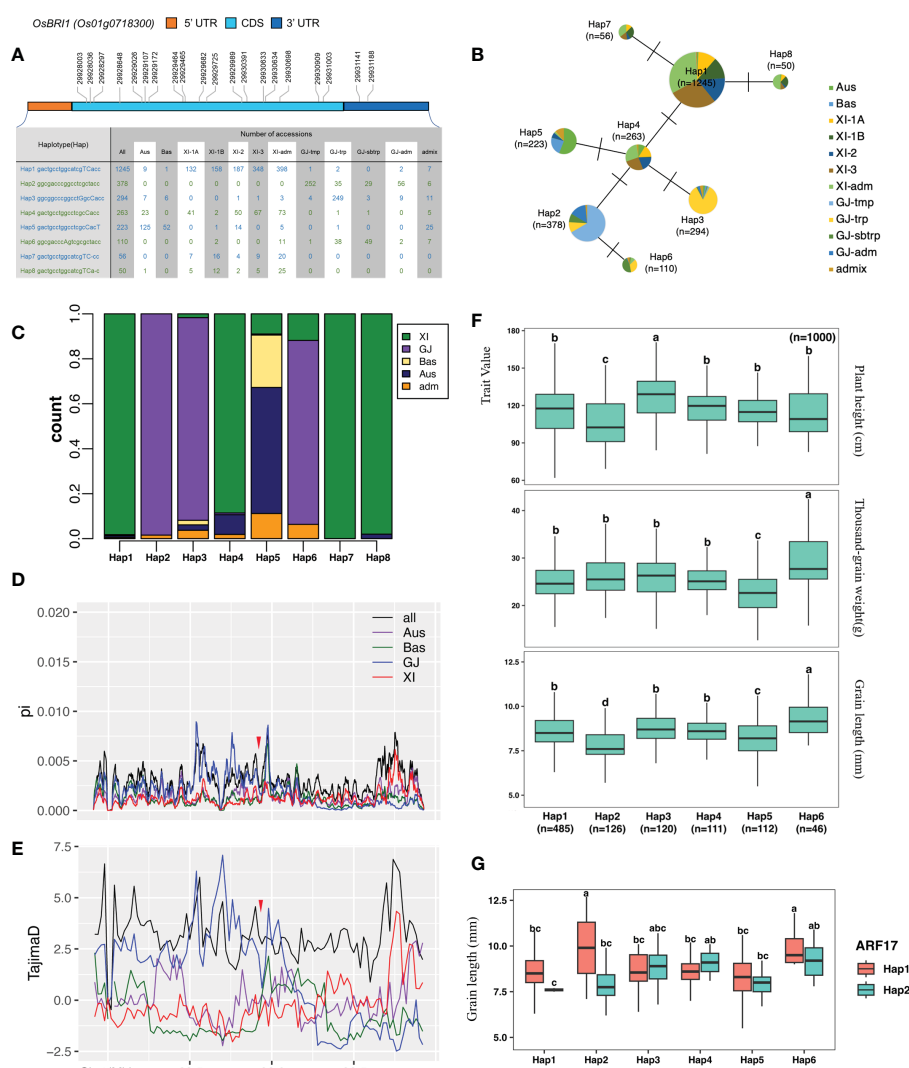 OsBRI1 (Os01g0718300) 5' UTR CDS 3' UTR
A
29928003 29928036 29928297 29928648 29929026 29929107 29929172 29929464 29929465 29929682 29929725 29929989 29930391 29930633 29930634 29930698 29930909 29931003 29931141 29931188
Haplotype(Hap) Number of accessions
All Aus Bas XI-1A XI-1B XI-2 XI-3 XI-adm GJ-tmp GJ-trp GJ-sbtrp GJ-adm admix
Hap1 gactgcctggcatcgTCacc 1245 9 1 132 158 187 348 398 1 2 0 2 7
Hap2 ggcgacccggcctcgctacc 378 0 0 0 0 0 0 0 252 35 29 56 6
Hap3 ggcggcccggcctGgcCacc 294 7 6 0 0 1 2 2 4 249 3 9 11
Hap4 gactgcctggcctcgcCacc 263 23 0 41 2 50 67 73 0 1 0 1 5
Hap5 gactgcctggcctcgcCacT 223 125 52 0 1 14 0 5 0 1 0 0 25
Hap6 ggcgacccAgtcgcgctacc 110 0 0 0 2 0 0 11 1 38 49 2 7
Hap7 gactgcctggcatcgTC-cc 56 0 0 7 16 4 9 20 0 0 0 0 0
Hap8 gactgcctggcatcgTCa-c 50 1 0 5 12 2 5 25 0 0 0 0 0
B
Hap7
(n=56)
Hap1
(n=1245)
Hap8
(n=50)
Hap4
(n=263)
Hap5
(n=223)
Hap2
(n=378)
Hap3
(n=294)
Hap6
(n=110)
Aus
Bas
XI-1A
XI-1B
XI-2
XI-3
XI-adm
GJ-tmp
GJ-trp
GJ-sbtrp
GJ-adm
admix
C
count
1.0
0.8
0.6
0.4
0.2
0.0
Hap1 Hap2 Hap3 Hap4 Hap5 Hap6 Hap7 Hap8
XI
GJ
Bas
Aus
adm
D
pi
0.020
0.015
0.010
0.005
0.000
all
Aus
Bas
GJ
XI
E
TajimaD
7.5
5.0
2.5
0.0
−2.5
F
Trait Value
(n=1000)
180
150
120
90
60
b c a b b b
Plant height (cm)
40
30
20
b b b b c a
Thousand-grain weight(g)
12.5
10.0
7.5
5.0
b d b b c a
Grain length (mm)
Hap1 Hap2 Hap3 Hap4 Hap5 Hap6
(n=485) (n=126) (n=120) (n=111) (n=112) (n=46)
G
Grain length (mm)
12.5
10.0
7.5
5.0
bc c a bc bc abc bc ab bc bc a ab
Hap1 Hap2 Hap3 Hap4 Hap5 Hap6
ARF17
Hap1
Hap2